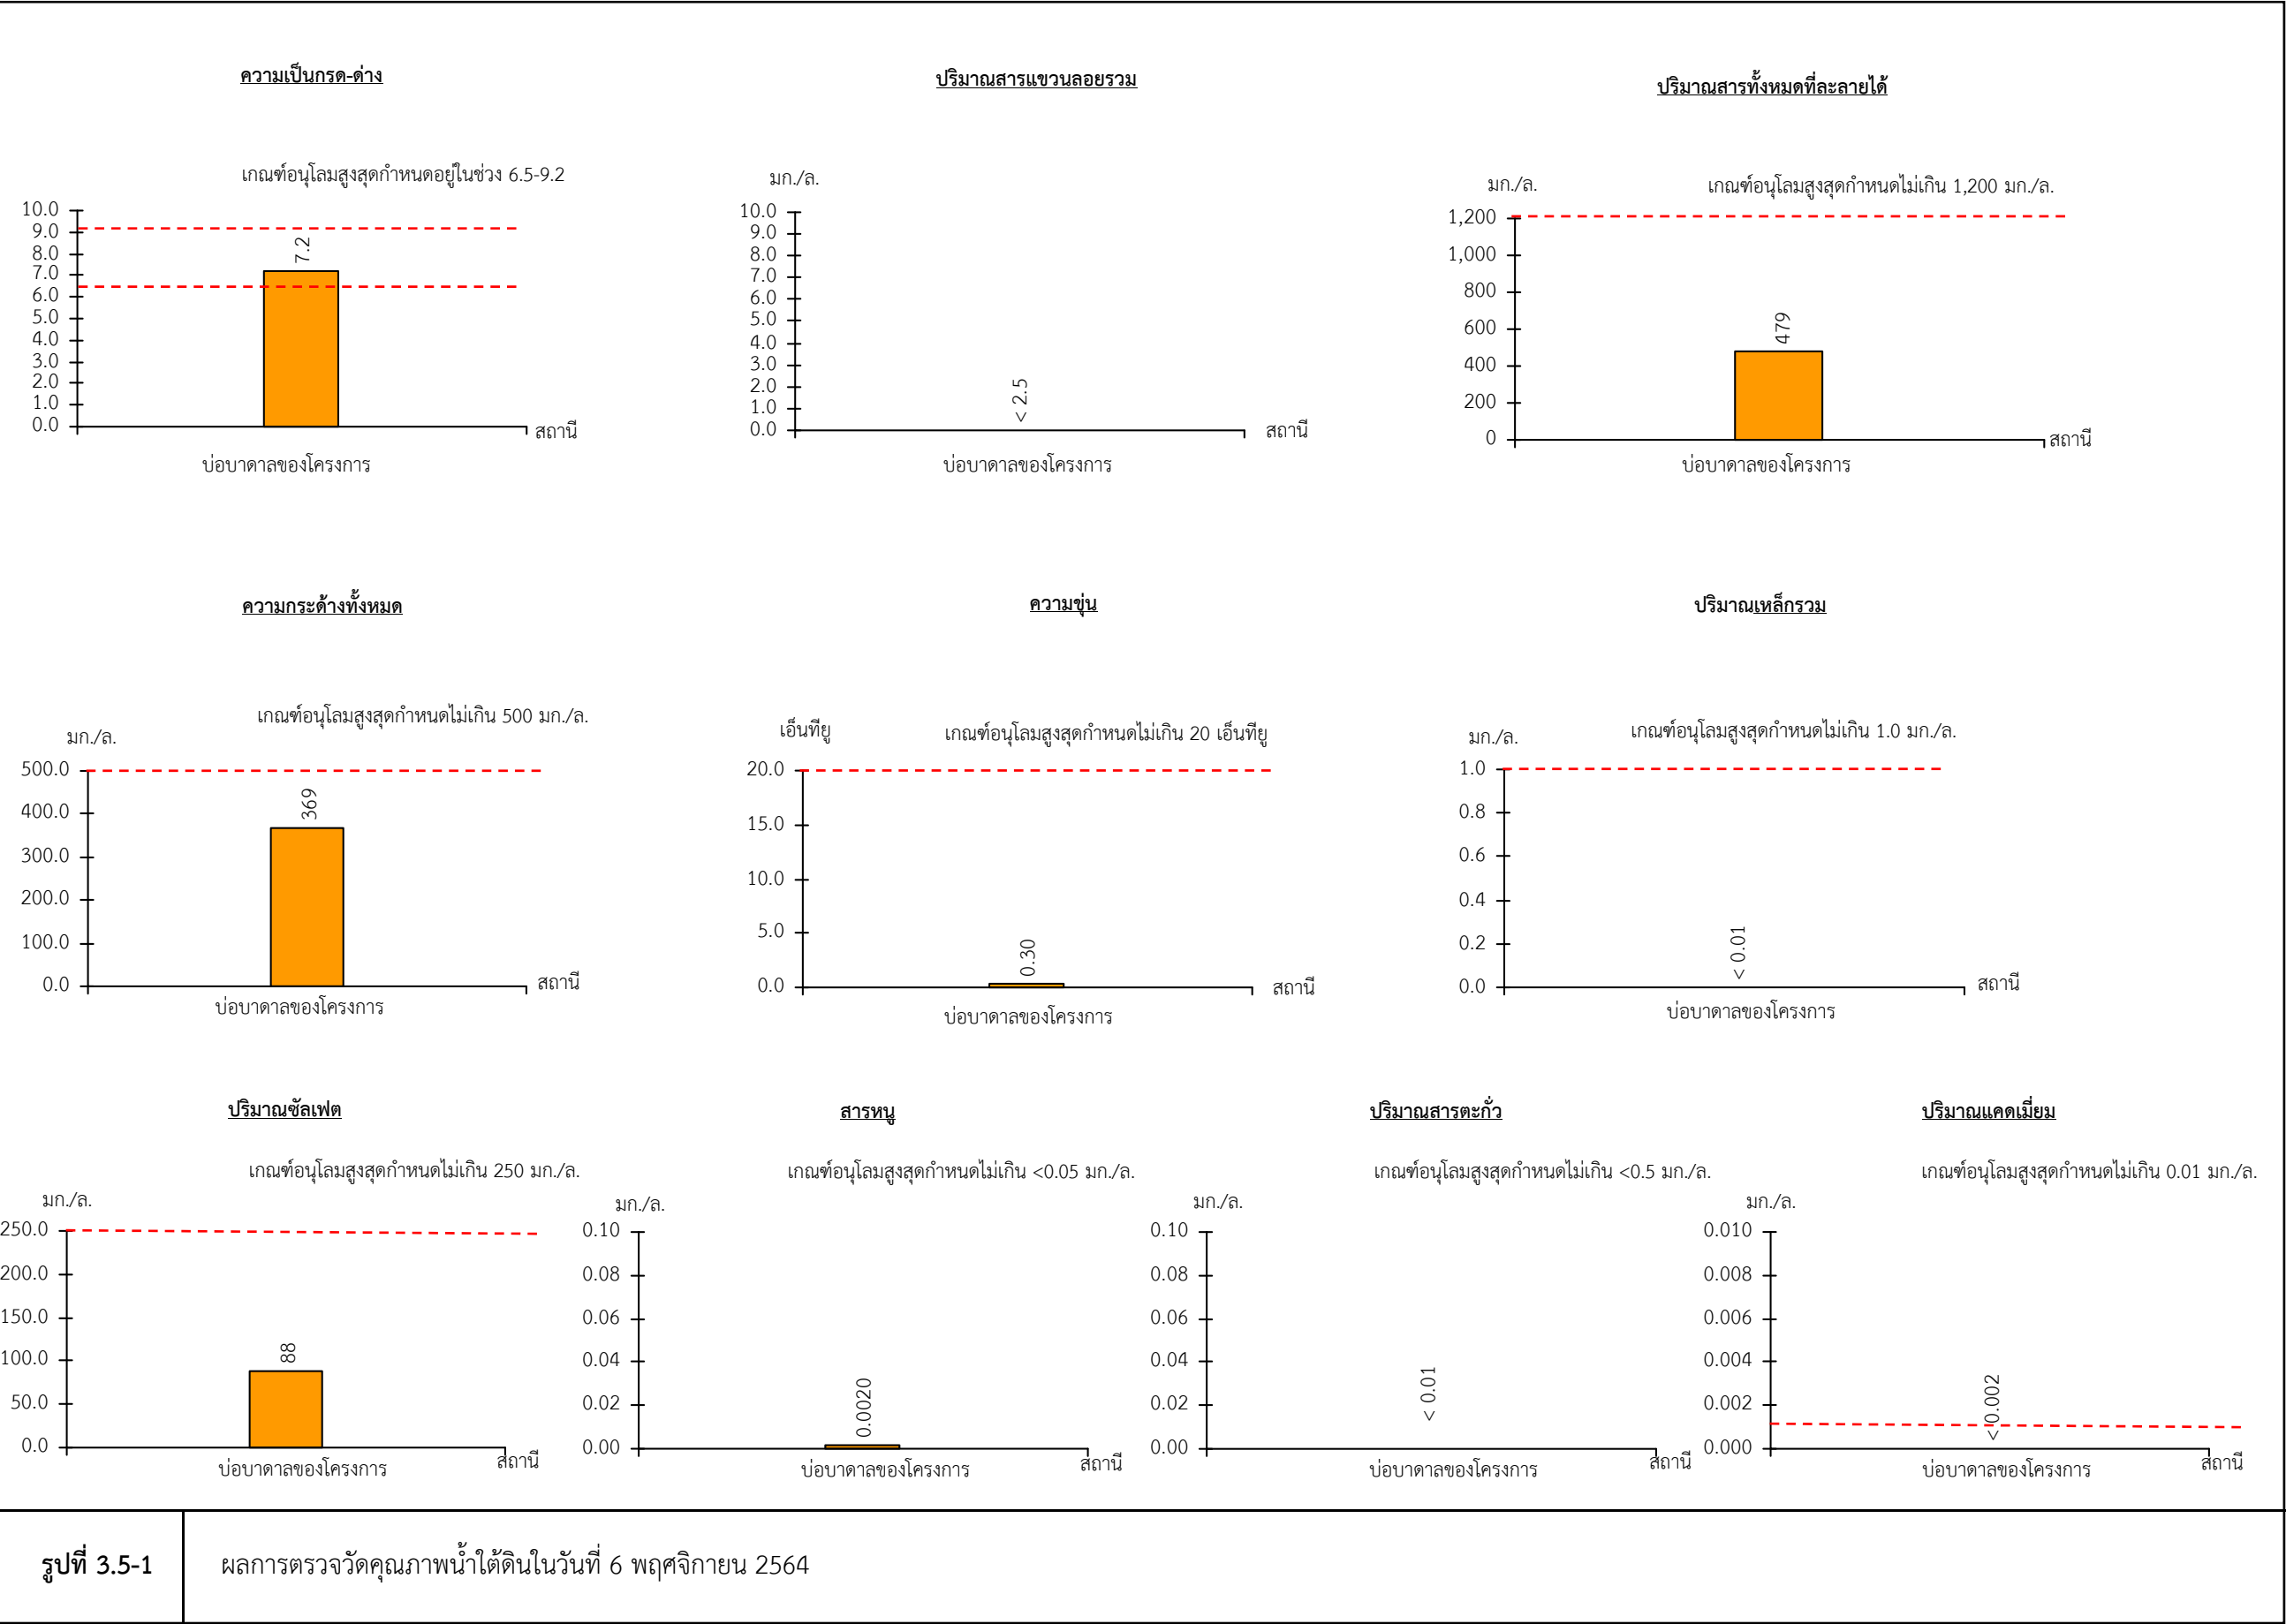 ความเป็นกรด-ด่าง
เกณฑ์อนุโลมสูงสุดกำหนดอยู่ในช่วง 6.5-9.2
10.0
9.0
8.0
7.0
6.0
5.0
4.0
3.0
2.0
1.0
0.0
7.2
สถานี
บ่อบาดาลของโครงการ
ปริมาณสารแขวนลอยรวม
มก./ล.
10.0
9.0
8.0
7.0
6.0
5.0
4.0
3.0
2.0
1.0
0.0
< 2.5
สถานี
บ่อบาดาลของโครงการ
ปริมาณสารทั้งหมดที่ละลายได้
มก./ล.
เกณฑ์อนุโลมสูงสุดกำหนดไม่เกิน 1,200 มก./ล.
1,200
1,000
800
600
400
200
0
479
สถานี
บ่อบาดาลของโครงการ
ความกระด้างทั้งหมด
เกณฑ์อนุโลมสูงสุดกำหนดไม่เกิน 500 มก./ล.
มก./ล.
500.0
400.0
300.0
200.0
100.0
0.0
369
สถานี
บ่อบาดาลของโครงการ
ความขุ่น
เอ็นทียู
เกณฑ์อนุโลมสูงสุดกำหนดไม่เกิน 20 เอ็นทียู
20.0
15.0
10.0
5.0
0.0
0.30
สถานี
บ่อบาดาลของโครงการ
ปริมาณเหล็กรวม
มก./ล.
เกณฑ์อนุโลมสูงสุดกำหนดไม่เกิน 1.0 มก./ล.
1.0
0.8
0.6
0.4
0.2
0.0
< 0.01
สถานี
บ่อบาดาลของโครงการ
ปริมาณซัลเฟต
เกณฑ์อนุโลมสูงสุดกำหนดไม่เกิน 250 มก./ล.
มก./ล.
250.0
200.0
150.0
100.0
50.0
0.0
88
สถานี
บ่อบาดาลของโครงการ
สารหนู
เกณฑ์อนุโลมสูงสุดกำหนดไม่เกิน <0.05 มก./ล.
มก./ล.
0.10
0.08
0.06
0.04
0.02
0.00
0.0020
สถานี
บ่อบาดาลของโครงการ
ปริมาณสารตะกั่ว
เกณฑ์อนุโลมสูงสุดกำหนดไม่เกิน <0.5 มก./ล.
มก./ล.
0.10
0.08
0.06
0.04
0.02
0.00
< 0.01
สถานี
บ่อบาดาลของโครงการ
ปริมาณแคดเมี่ยม
เกณฑ์อนุโลมสูงสุดกำหนดไม่เกิน 0.01 มก./ล.
มก./ล.
0.010
0.008
0.006
0.004
0.002
0.000
< 0.002
สถานี
บ่อบาดาลของโครงการ
รูปที่ 3.5-1
ผลการตรวจวัดคุณภาพน้ำใต้ดินในวันที่ 6 พฤศจิกายน 2564